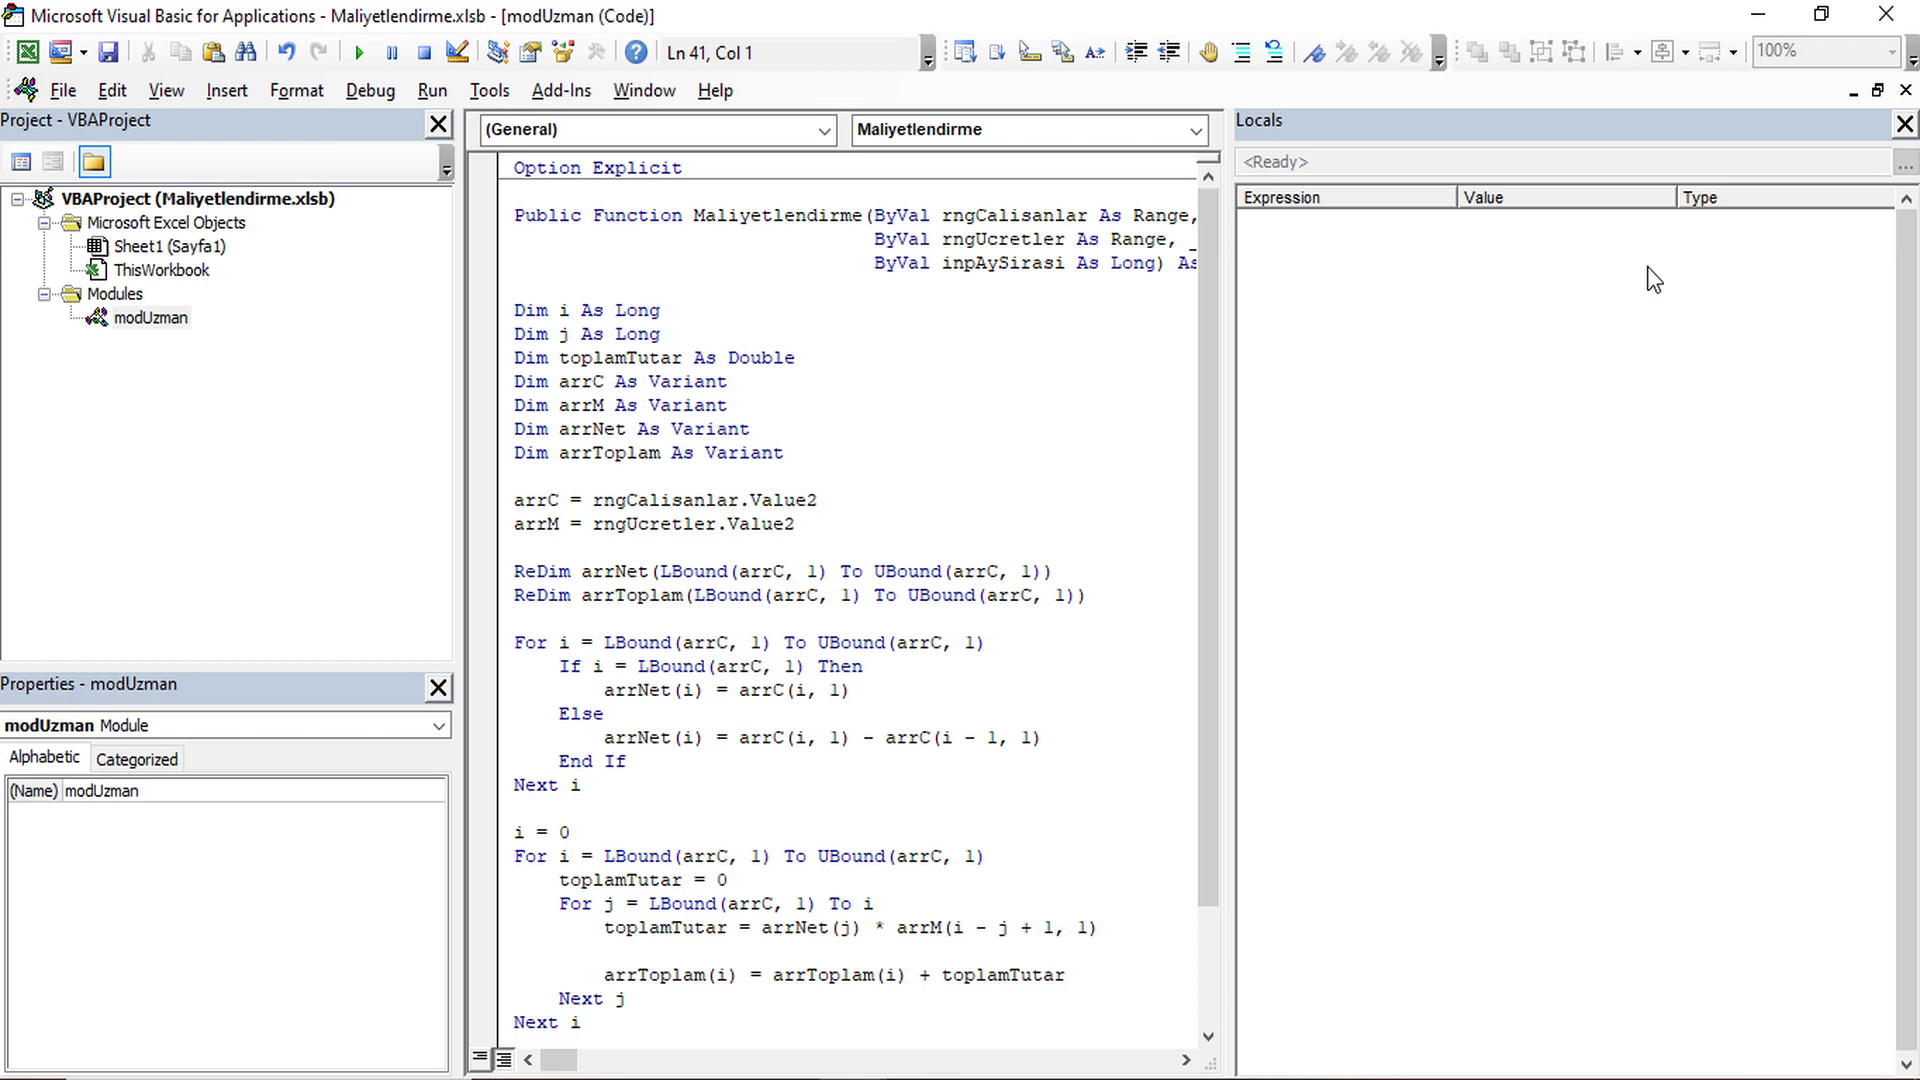 Microsoft Visual Basic for Applications - Maliyetlendirme.xlsb - [modUzman (Code)]
Ln 41, Col 1
100%
File Edit View Insert Format Debug Run Tools Add-Ins Window Help
Project - VBAProject
VBAProject (Maliyetlendirme.xlsb)
Microsoft Excel Objects
Sheet1 (Sayfa1)
ThisWorkbook
Modules
modUzman
Properties - modUzman
modUzman Module
Alphabetic Categorized
(Name) modUzman
(General) Maliyetlendirme
Option Explicit
Public Function Maliyetlendirme(ByVal rngCalisanlar As Range,
ByVal rngUcretler As Range, _
ByVal inpAySirasi As Long) As
Dim i As Long
Dim j As Long
Dim toplamTutar As Double
Dim arrC As Variant
Dim arrM As Variant
Dim arrNet As Variant
Dim arrToplam As Variant
arrC = rngCalisanlar.Value2
arrM = rngUcretler.Value2
ReDim arrNet(LBound(arrC, 1) To UBound(arrC, 1))
ReDim arrToplam(LBound(arrC, 1) To UBound(arrC, 1))
For i = LBound(arrC, 1) To UBound(arrC, 1)
If i = LBound(arrC, 1) Then
arrNet(i) = arrC(i, 1)
Else
arrNet(i) = arrC(i, 1) - arrC(i - 1, 1)
End If
Next i
i = 0
For i = LBound(arrC, 1) To UBound(arrC, 1)
toplamTutar = 0
For j = LBound(arrC, 1) To i
toplamTutar = arrNet(j) * arrM(i - j + 1, 1)
arrToplam(i) = arrToplam(i) + toplamTutar
Next j
Next i
Locals
<Ready>
...
Expression Value Type